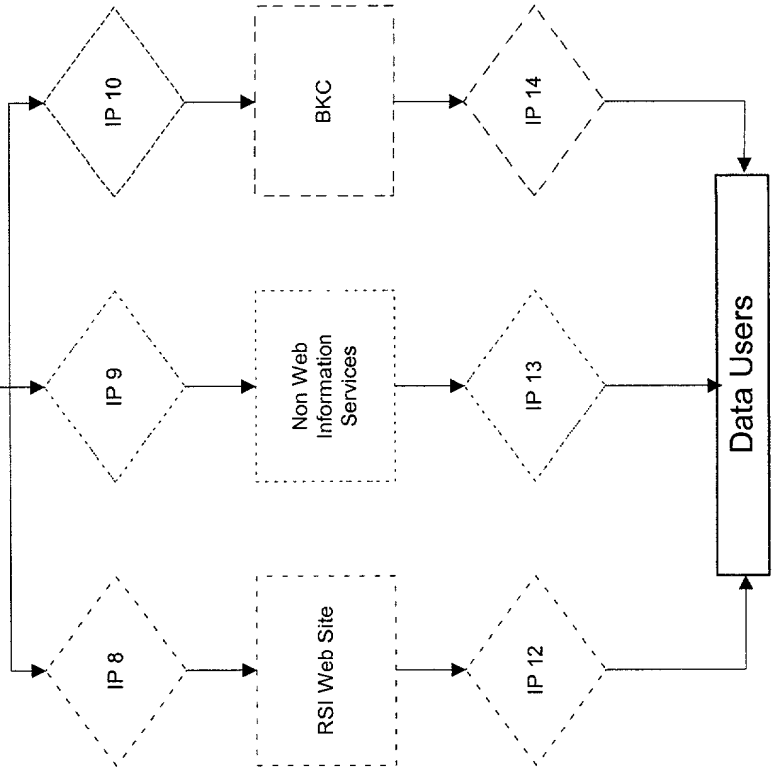 IP 8
IP 9
IP 10
RSI Web Site
Non Web
Information
Services
BKC
IP 12
IP 13
IP 14
Data Users